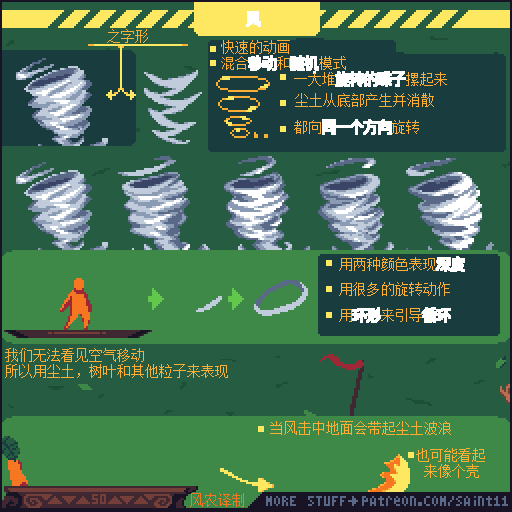 风
之字形
快速的动画
混合移动和随机模式
一大堆旋转的碟子摞起来
尘土从底部产生并消散
都向同一个方向旋转
用两种颜色表现深度
用很多的旋转动作
用环形来引导循环
我们无法看见空气移动
所以用尘土，树叶和其他粒子来表现
当风击中地面会带起尘土波浪
也可能看起
来像个壳
50
风农译制
MORE STUFF→Patreon.com/saint11